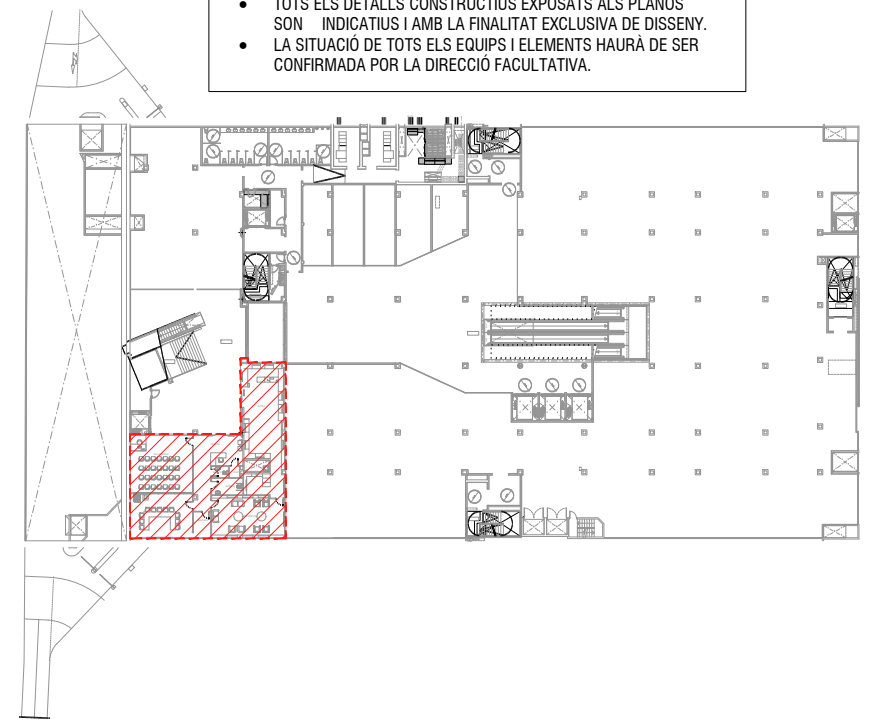 • TOTS ELS DETALLS CONSTRUCTIUS EXPOSATS ALS PLÀNOS
SON INDICATIUS I AMB LA FINALITAT EXCLUSIVA DE DISSENY.
• LA SITUACIÓ DE TOTS ELS EQUIPS I ELEMENTS HAURÀ DE SER
CONFIRMADA POR LA DIRECCIÓ FACULTATIVA.